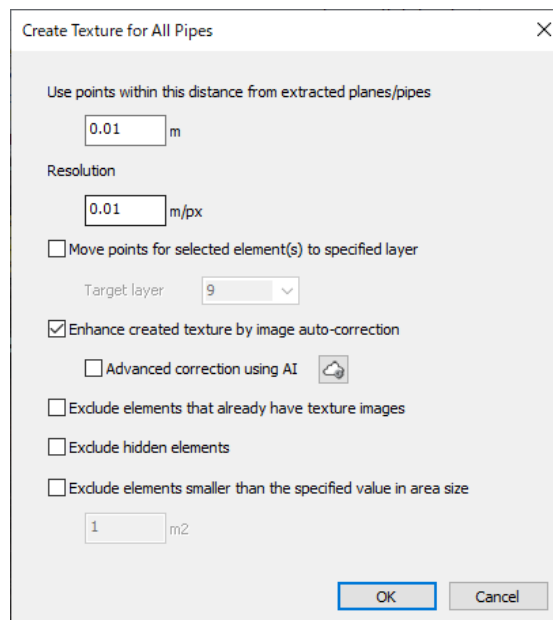 Create Texture for All Pipes
Use points within this distance from extracted planes/pipes
0.01 m
Resolution
0.01 m/px
Move points for selected element(s) to specified layer
Target layer 9
Enhance created texture by image auto-correction
Advanced correction using AI
Exclude elements that already have texture images
Exclude hidden elements
Exclude elements smaller than the specified value in area size
1 m2
OK Cancel